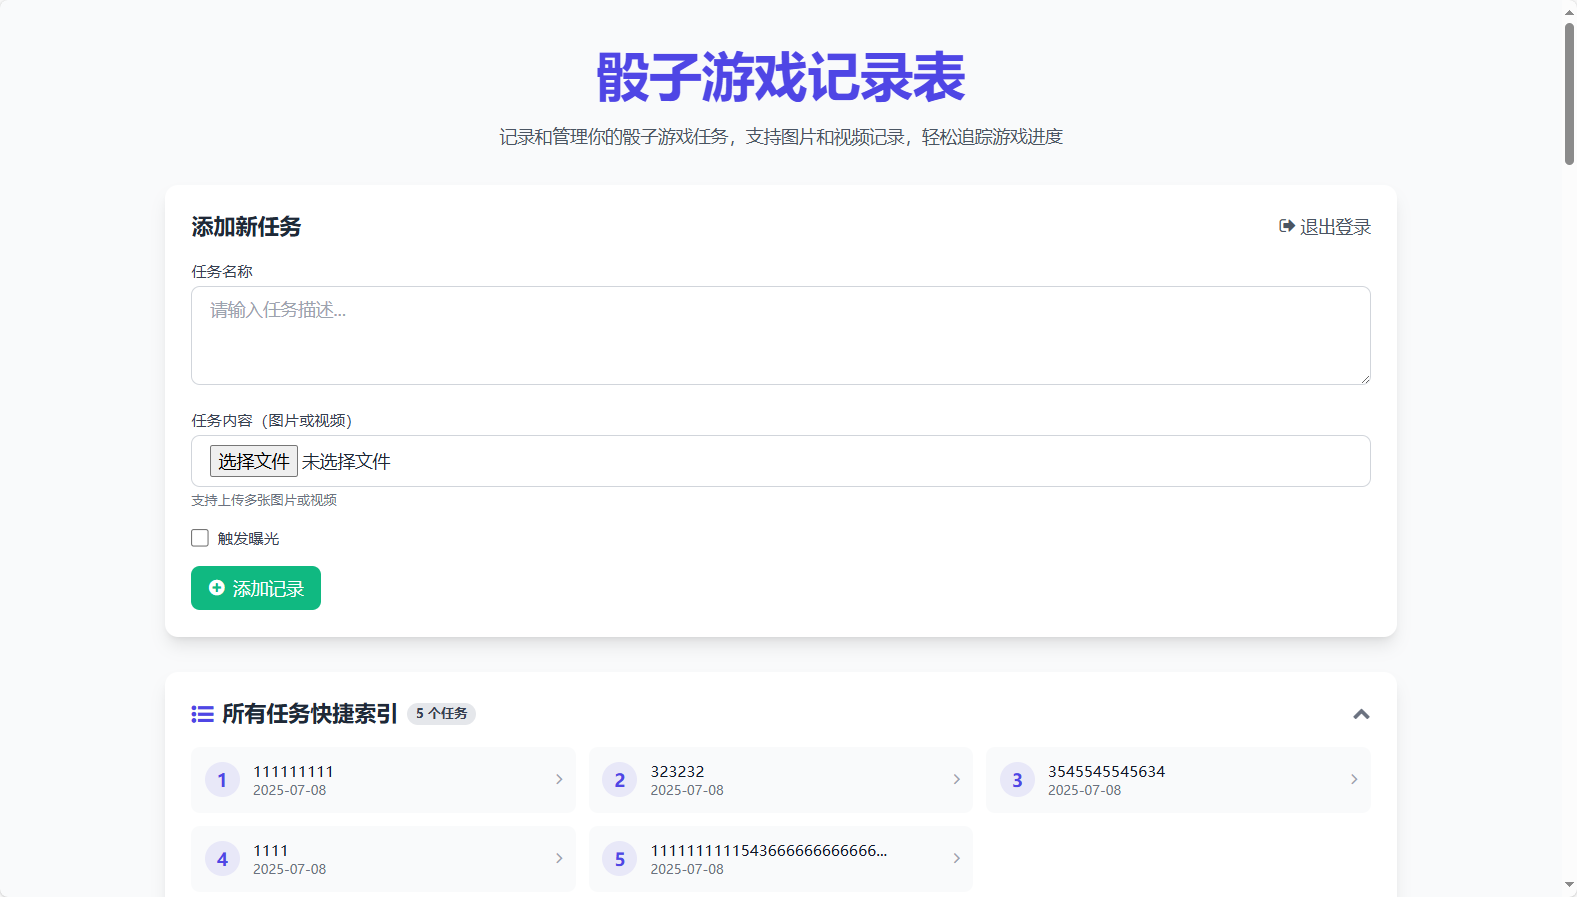 骰子游戏记录表
记录和管理你的骰子游戏任务，支持图片和视频记录，轻松追踪游戏进度
添加新任务
退出登录
任务名称
请输入任务描述...
任务内容（图片或视频）
选择文件 未选择文件
支持上传多张图片或视频
触发曝光
添加记录
所有任务快捷索引 5 个任务
1 111111111
2025-07-08
2 323232
2025-07-08
3 3545545545634
2025-07-08
4 1111
2025-07-08
5 1111111111543666666666666...
2025-07-08